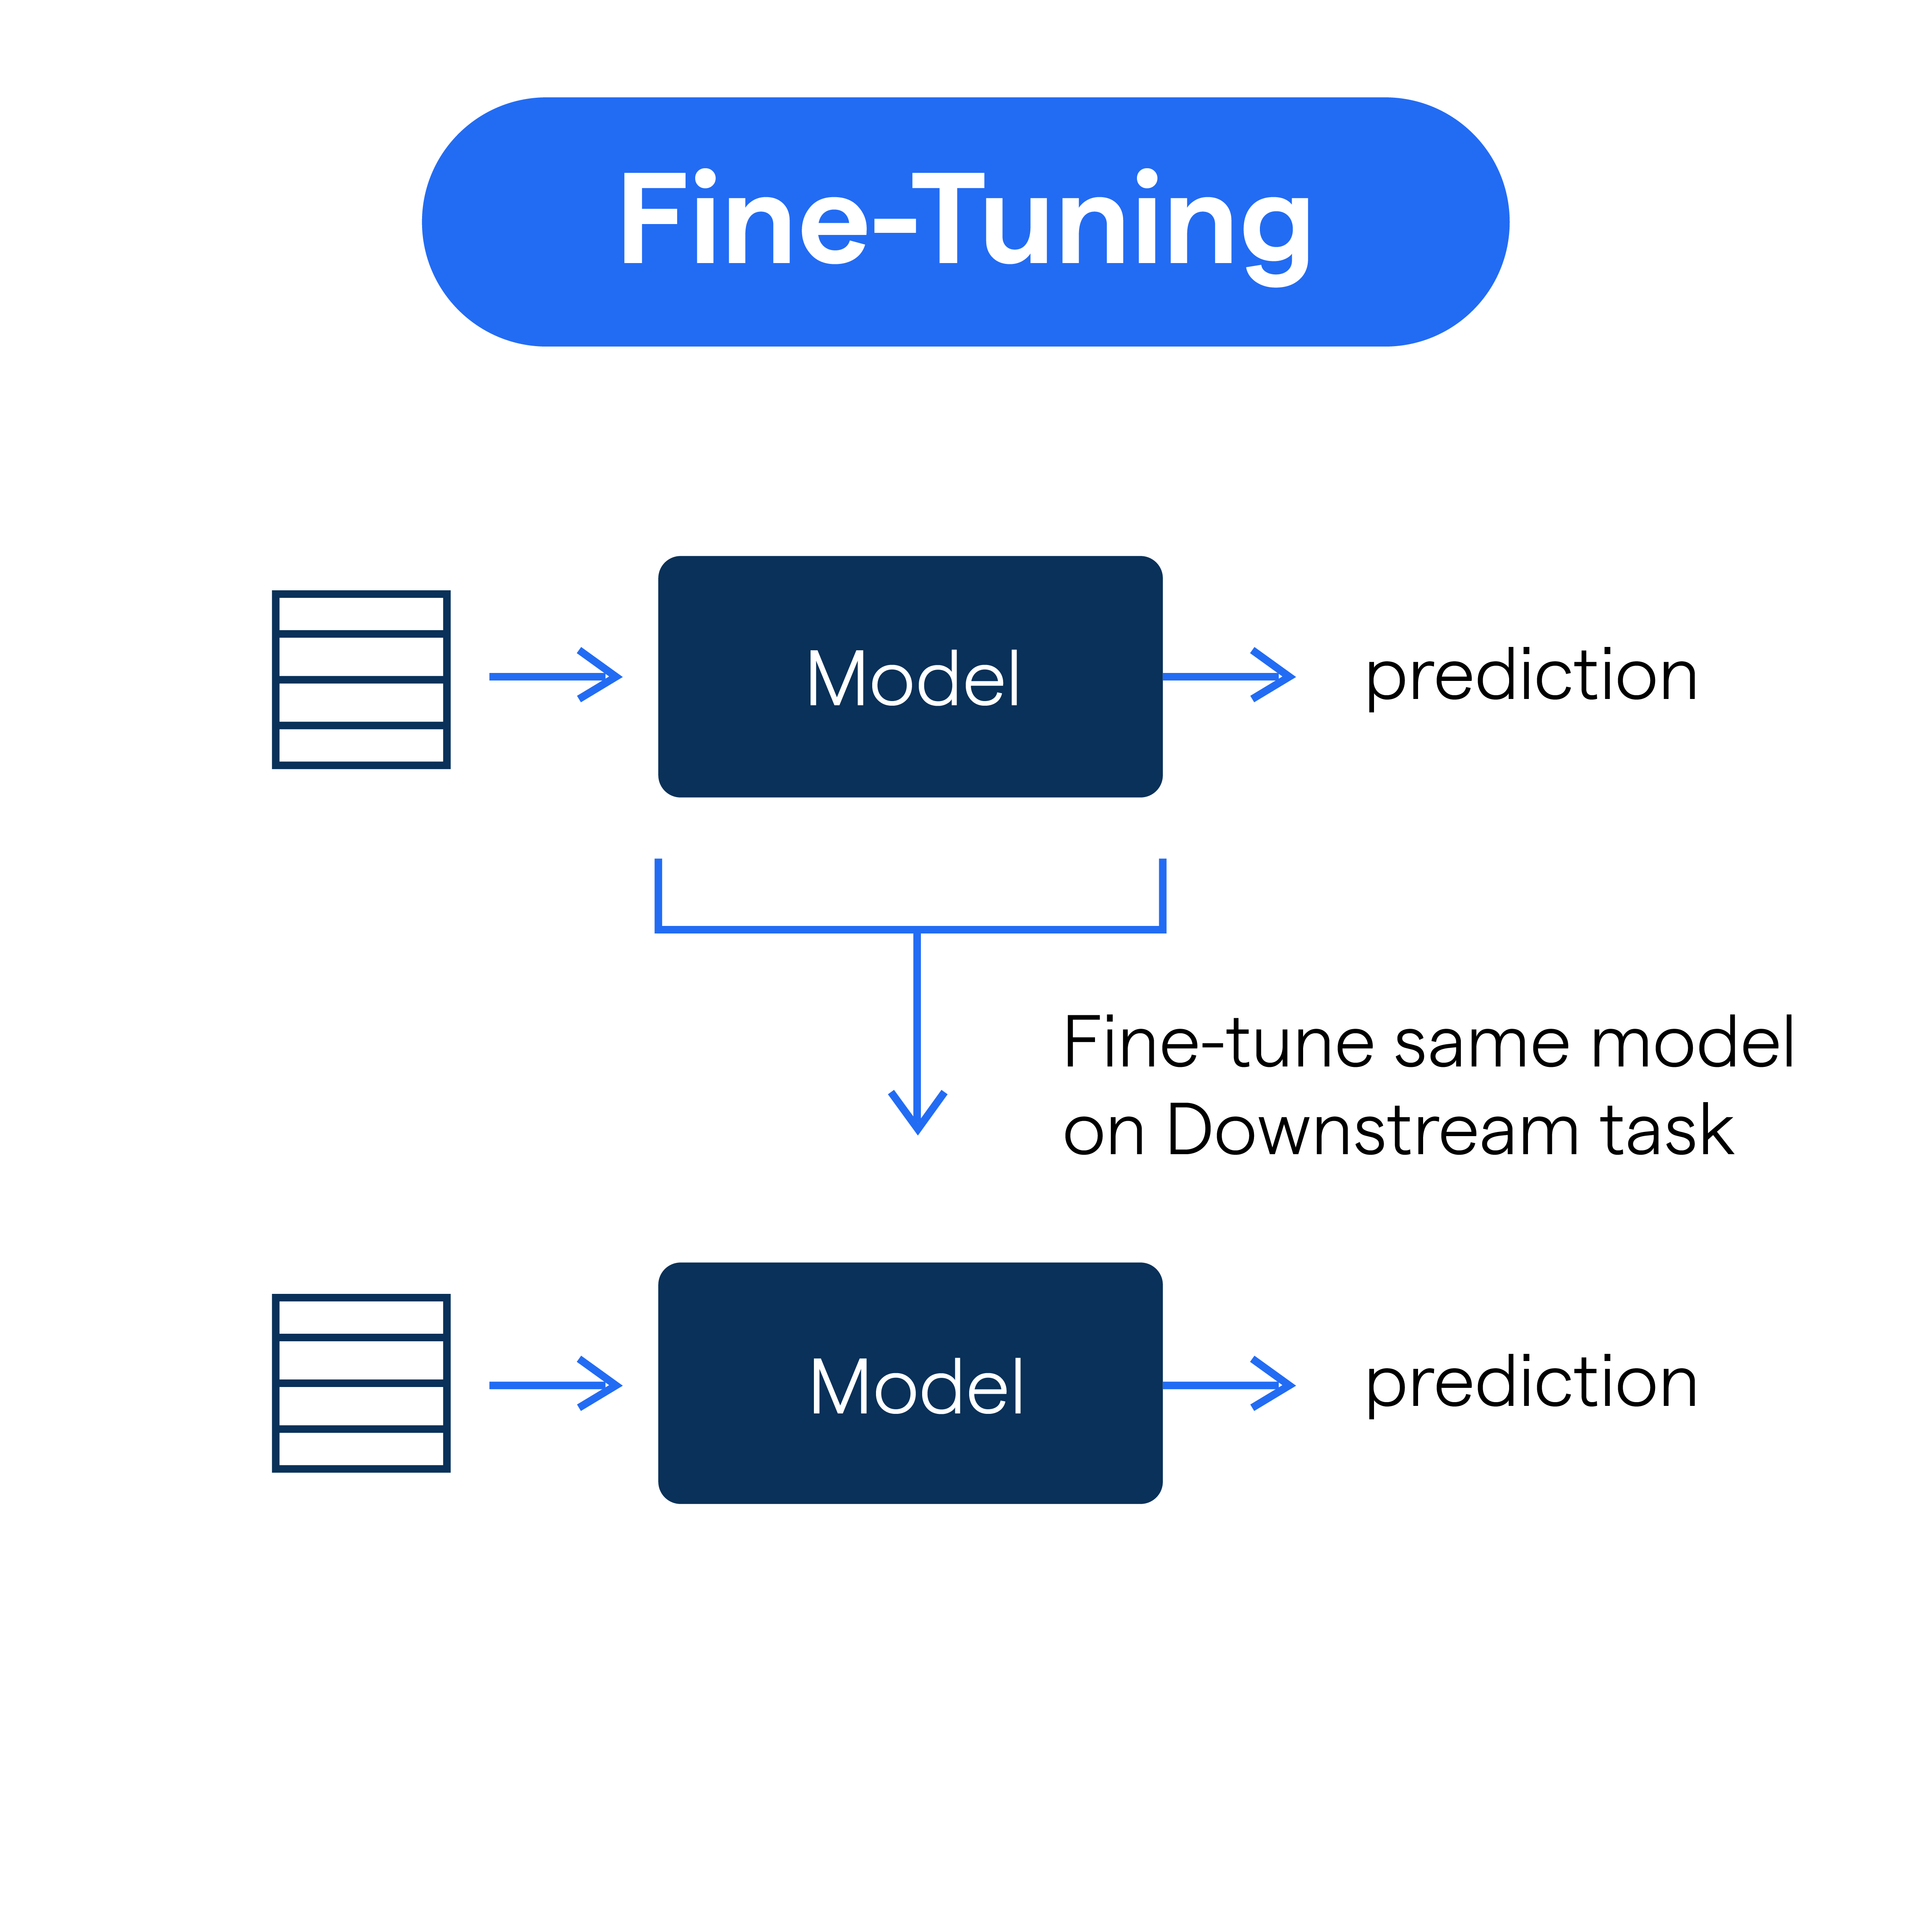 Fine-Tuning
Model
prediction
Fine-tune same model
on Downstream task
Model
prediction